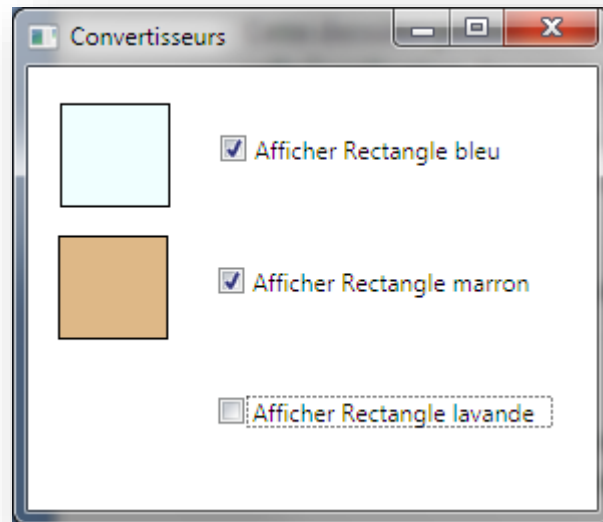 Convertisseurs
Afficher Rectangle bleu
Afficher Rectangle marron
Afficher Rectangle lavande